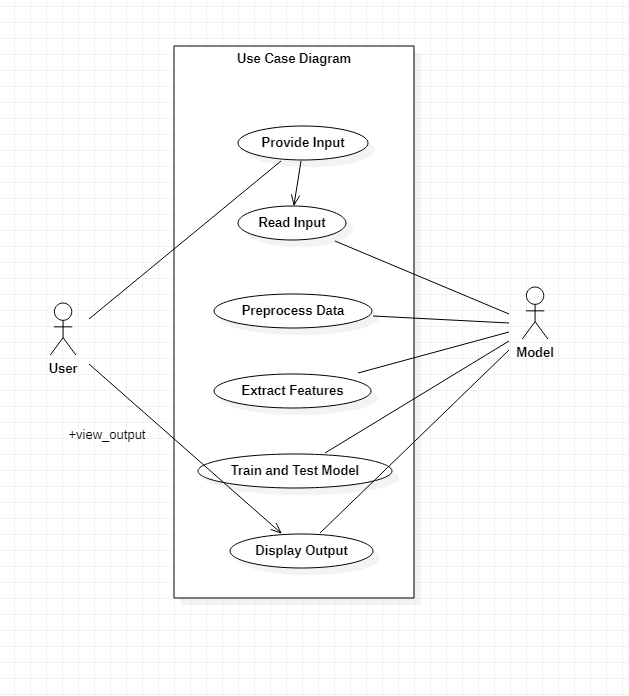 Use Case Diagram
Provide Input
Read Input
Preprocess Data
Model
User
Extract Features
+view_output
Train and Test Model
Display Output